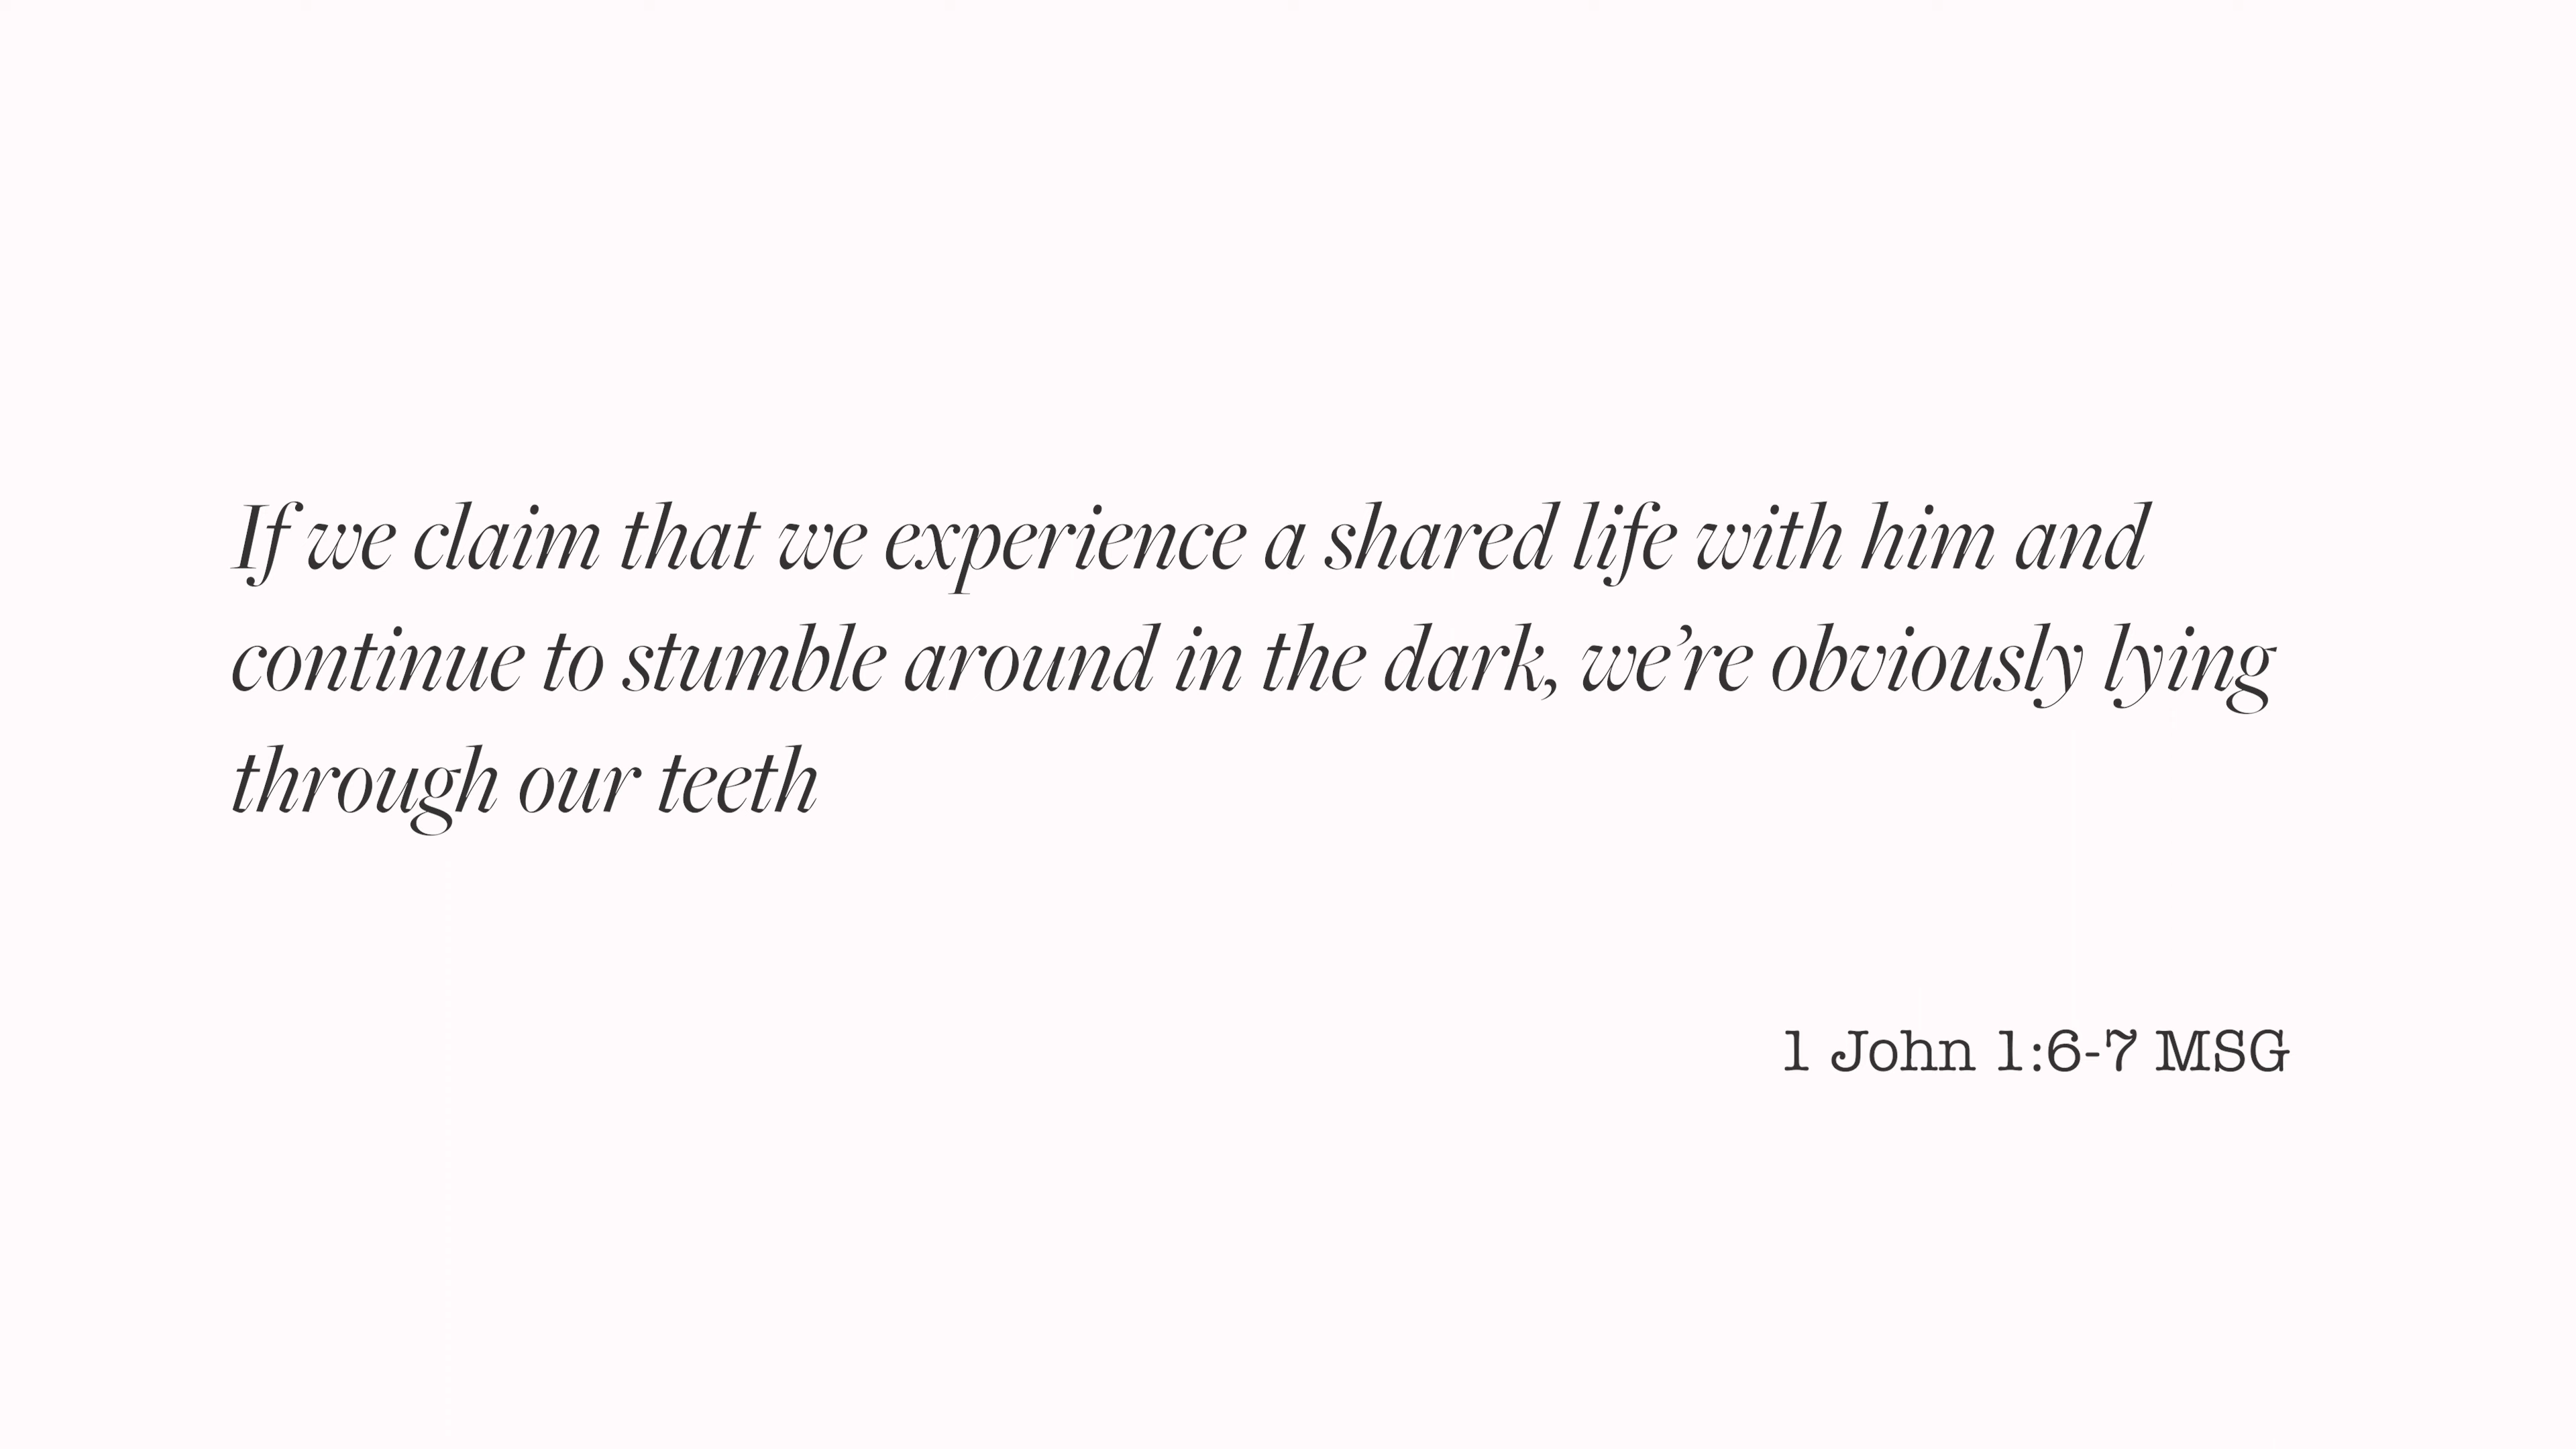 If we claim that we experience a shared life with him and
continue to stumble around in the dark, we’re obviously lying
through our teeth
1 John 1:6-7 MSG